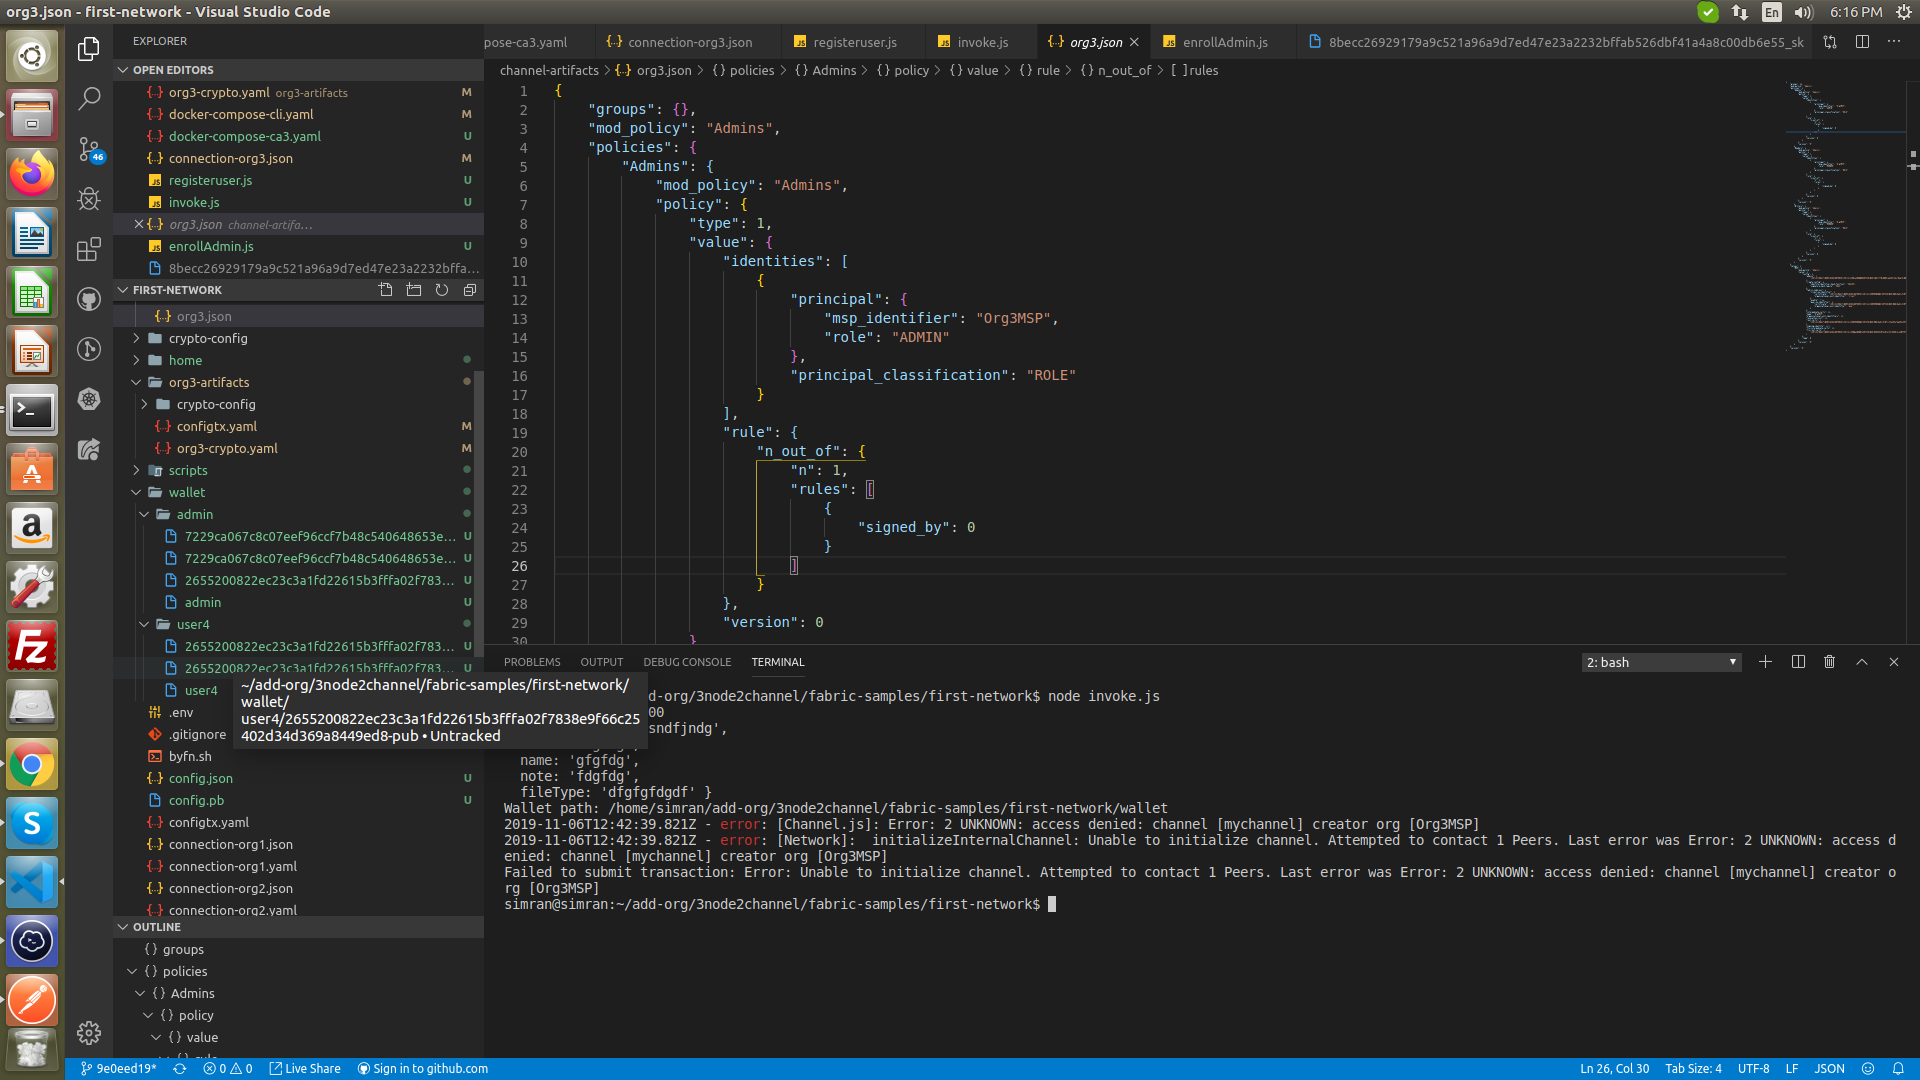 org3.json - first-network - Visual Studio Code
En
6:16 PM
EXPLORER
OPEN EDITORS
org3-crypto.yaml org3-artifacts M
docker-compose-cli.yaml M
docker-compose-ca3.yaml U
connection-org3.json M
registeruser.js U
invoke.js U
org3.json channel-artifa...
enrollAdmin.js U
8becc26929179a9c521a96a9d7ed47e23a2232bffa...
FIRST-NETWORK
org3.json
crypto-config
home
org3-artifacts
crypto-config
configtx.yaml M
org3-crypto.yaml M
scripts
wallet
admin
7229ca067c8c07eef96ccf7b48c540648653e... U
7229ca067c8c07eef96ccf7b48c540648653e... U
2655200822ec23c3a1fd22615b3fffa02f783... U
admin U
user4
2655200822ec23c3a1fd22615b3fffa02f783... U
2655200822ec23c3a1fd22615b3fffa02f783... U
user4
~/add-org/3node2channel/fabric-samples/first-network/
wallet/
user4/2655200822ec23c3a1fd22615b3fffa02f7838e9f66c25
402d34d369a8449ed8-pub • Untracked
.env
.gitignore
byfn.sh
config.json U
config.pb U
configtx.yaml
connection-org1.json
connection-org1.yaml
connection-org2.json
connection-org2.yaml
OUTLINE
{} groups
{} policies
{} Admins
{} policy
{} value
46
pose-ca3.yaml
connection-org3.json
registeruser.js
invoke.js
org3.json
enrollAdmin.js
8becc26929179a9c521a96a9d7ed47e23a2232bffab526dbf41a4a8c00db6e55_sk
channel-artifacts > {..} org3.json > {} policies > {} Admins > {} policy > {} value > {} rule > {} n_out_of > [ ] rules
1 {
2 "groups": {},
3 "mod_policy": "Admins",
4 "policies": {
5 "Admins": {
6 "mod_policy": "Admins",
7 "policy": {
8 "type": 1,
9 "value": {
10 "identities": [
11 {
12 "principal": {
13 "msp_identifier": "Org3MSP",
14 "role": "ADMIN"
15 },
16 "principal_classification": "ROLE"
17 }
18 ],
19 "rule": {
20 "n_out_of": {
21 "n": 1,
22 "rules": [
23 {
24 "signed_by": 0
25 }
26 ]
27 }
28 },
29 "version": 0
30 }
PROBLEMS OUTPUT DEBUG CONSOLE TERMINAL
2: bash
d-org/3node2channel/fabric-samples/first-network$ node invoke.js
00
sndfjndg',
name: 'gfgfdg',
note: 'fdgfdg',
fileType: 'dfgfgfdgdf' }
Wallet path: /home/simran/add-org/3node2channel/fabric-samples/first-network/wallet
2019-11-06T12:42:39.821Z - error: [Channel.js]: Error: 2 UNKNOWN: access denied: channel [mychannel] creator org [Org3MSP]
2019-11-06T12:42:39.821Z - error: [Network]: _initializeInternalChannel: Unable to initialize channel. Attempted to contact 1 Peers. Last error was Error: 2 UNKNOWN: access d
enied: channel [mychannel] creator org [Org3MSP]
Failed to submit transaction: Error: Unable to initialize channel. Attempted to contact 1 Peers. Last error was Error: 2 UNKNOWN: access denied: channel [mychannel] creator o
rg [Org3MSP]
simran@simran:~/add-org/3node2channel/fabric-samples/first-network$
9e0eed19* 0 0 Live Share Sign in to github.com
Ln 26, Col 30 Tab Size: 4 UTF-8 LF JSON